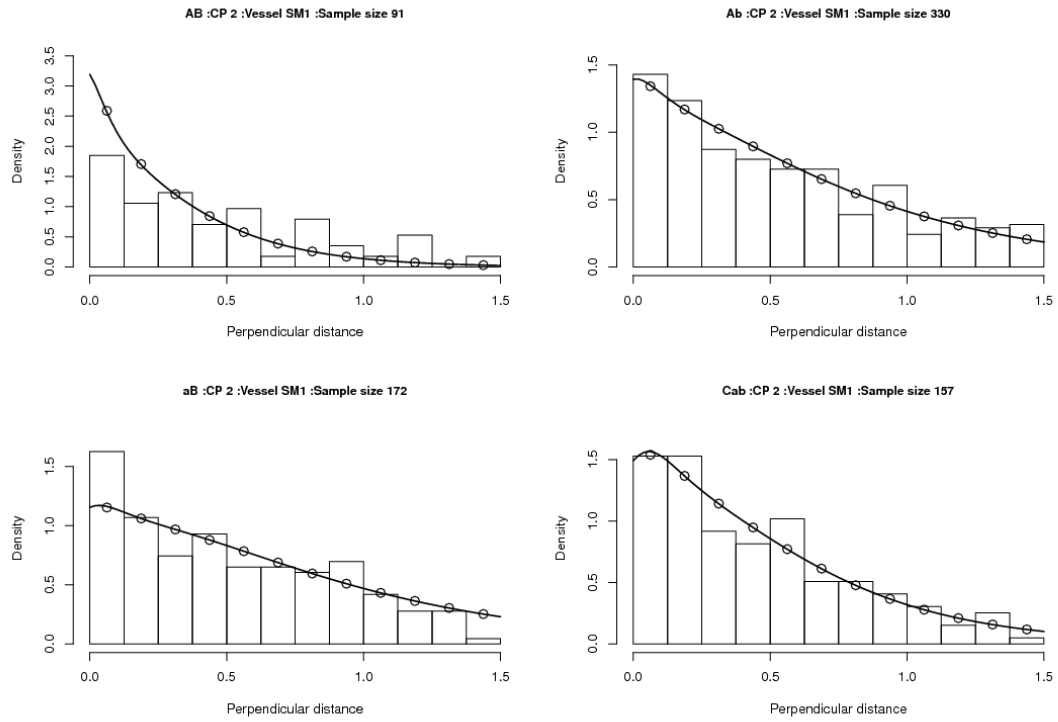 AB :CP 2 :Vessel SM1 :Sample size 91
Density
0.0 0.5 1.0 1.5 2.0 2.5 3.0 3.5
0.0 0.5 1.0 1.5
Perpendicular distance
Ab :CP 2 :Vessel SM1 :Sample size 330
Density
0.0 0.5 1.0 1.5
0.0 0.5 1.0 1.5
Perpendicular distance
aB :CP 2 :Vessel SM1 :Sample size 172
Density
0.0 0.5 1.0 1.5
0.0 0.5 1.0 1.5
Perpendicular distance
Cab :CP 2 :Vessel SM1 :Sample size 157
Density
0.0 0.5 1.0 1.5
0.0 0.5 1.0 1.5
Perpendicular distance